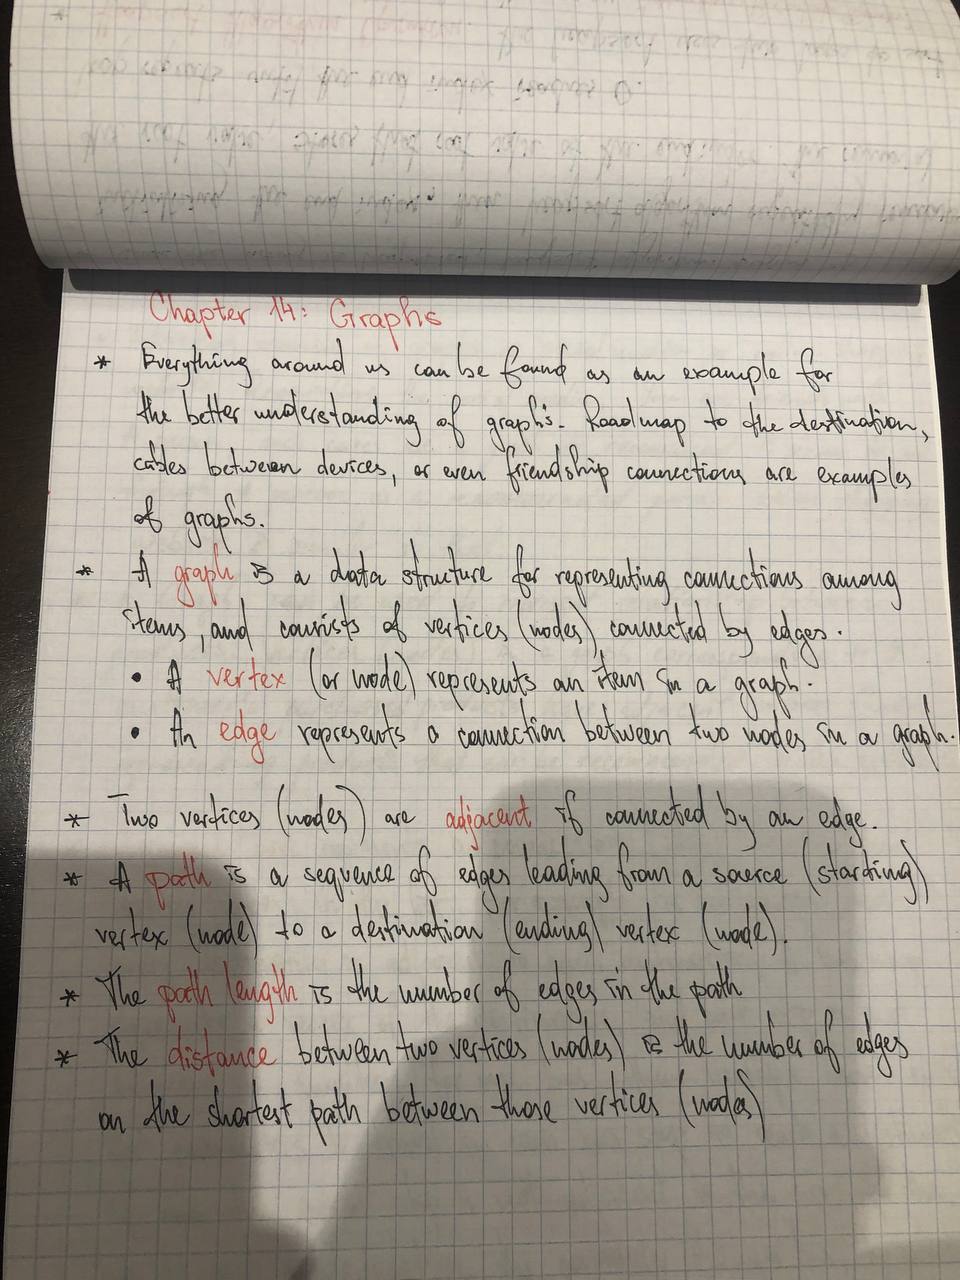 Chapter 14: Graphs
* Everything around us can be found as an example for
the better understanding of graphs. Roadmap to the destination,
cables between devices, or even friendship connections are examples
of graphs.
* A graph is a data structure for representing connections among
items, and consists of vertices (nodes) connected by edges.
• A vertex (or node) represents an item in a graph.
• An edge represents a connection between two nodes in a graph.
* Two vertices (nodes) are adjacent if connected by an edge.
* A path is a sequence of edges leading from a source (starting)
vertex (node) to a destination (ending) vertex (node).
* The path length is the number of edges in the path
* The distance between two vertices (nodes) is the number of edges
on the shortest path between those vertices (nodes)